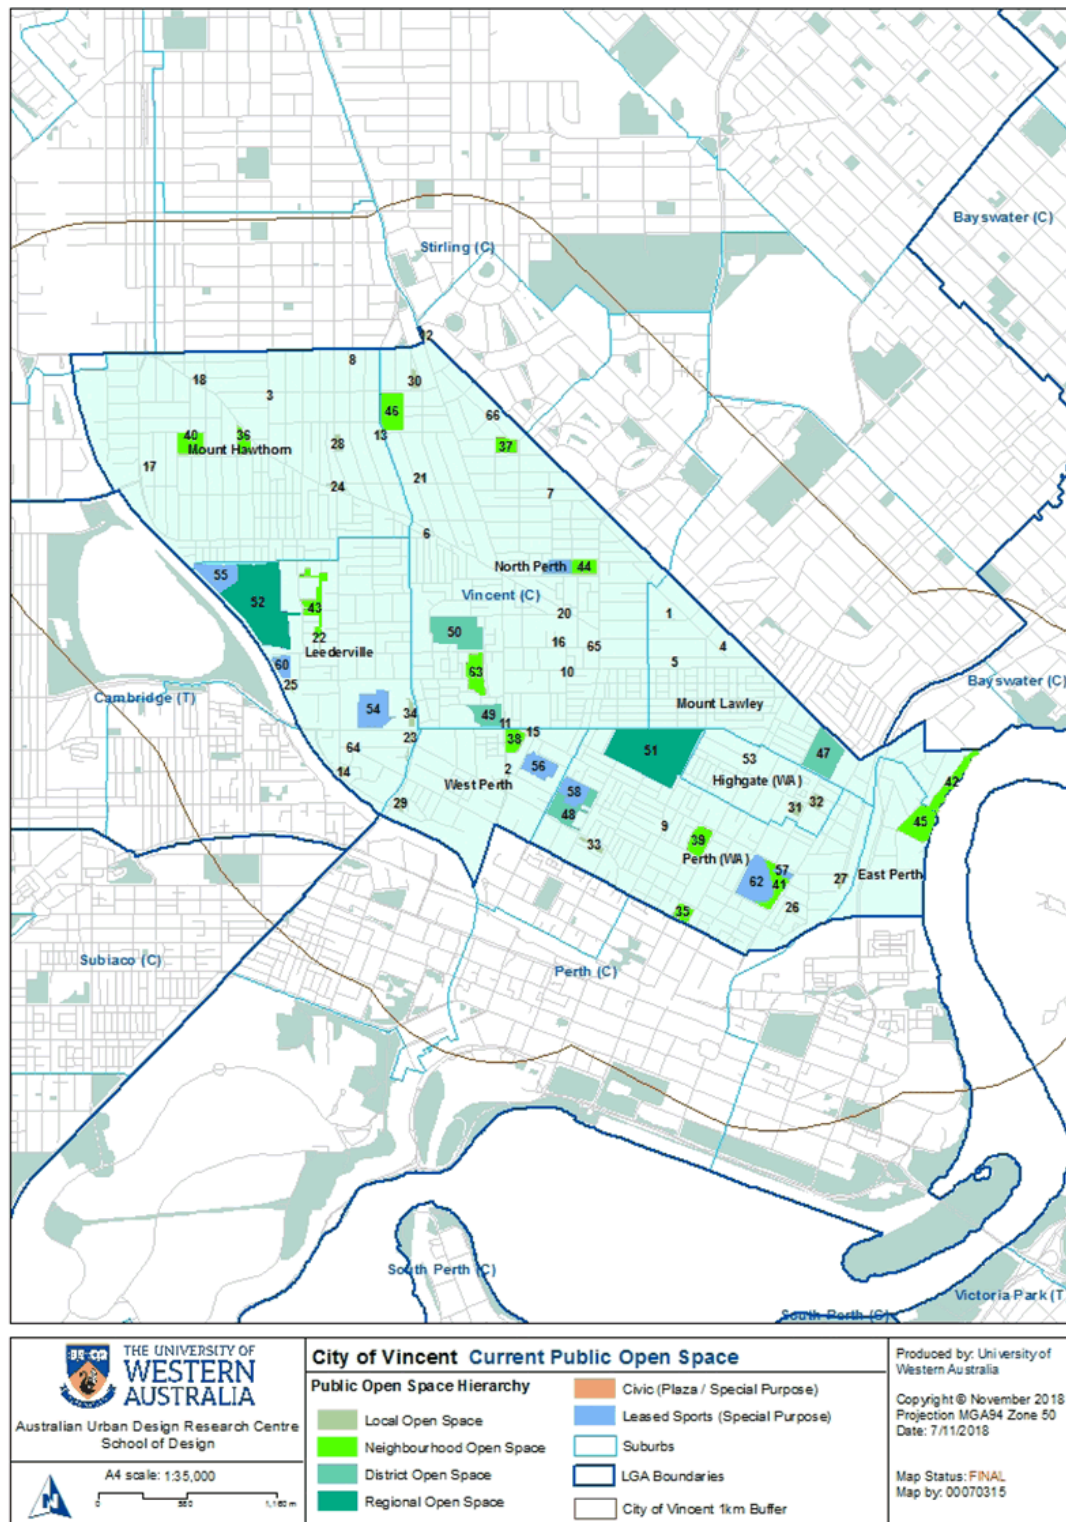 Bayswater (C)
Stirling (C)
12
8
18
30
3
46
66
40
36
13
28
37
Mount Hawthorn
17
24
21
7
6
North Perth
44
55
52
43
Vincent (C)
20
1
22
50
16
65
4
Leederville
60
63
10
5
25
Cambridge (T)
Bayswater (C)
Mount Lawley
54
34
49
11
15
23
38
64
51
53
47
14
2
56
West Perth
Highgate (WA)
42
58
29
48
31
32
9
45
33
39
Perth (WA)
57
62
41
27
East Perth
35
26
Subiaco (C)
Perth (C)
South Perth (C)
Victoria Park (T
South Perth (C)
THE UNIVERSITY OF
WESTERN
AUSTRALIA
Australian Urban Design Research Centre
School of Design
N
A4 scale: 1:35,000
0 550 1,100 m
City of Vincent Current Public Open Space
Public Open Space Hierarchy
Local Open Space
Neighbourhood Open Space
District Open Space
Regional Open Space
Civic (Plaza / Special Purpose)
Leased Sports (Special Purpose)
Suburbs
LGA Boundaries
City of Vincent 1km Buffer
Produced by: University of
Western Australia
Copyright © November 2018
Projection MGA94 Zone 50
Date: 7/11/2018
Map Status: FINAL
Map by: 00070315